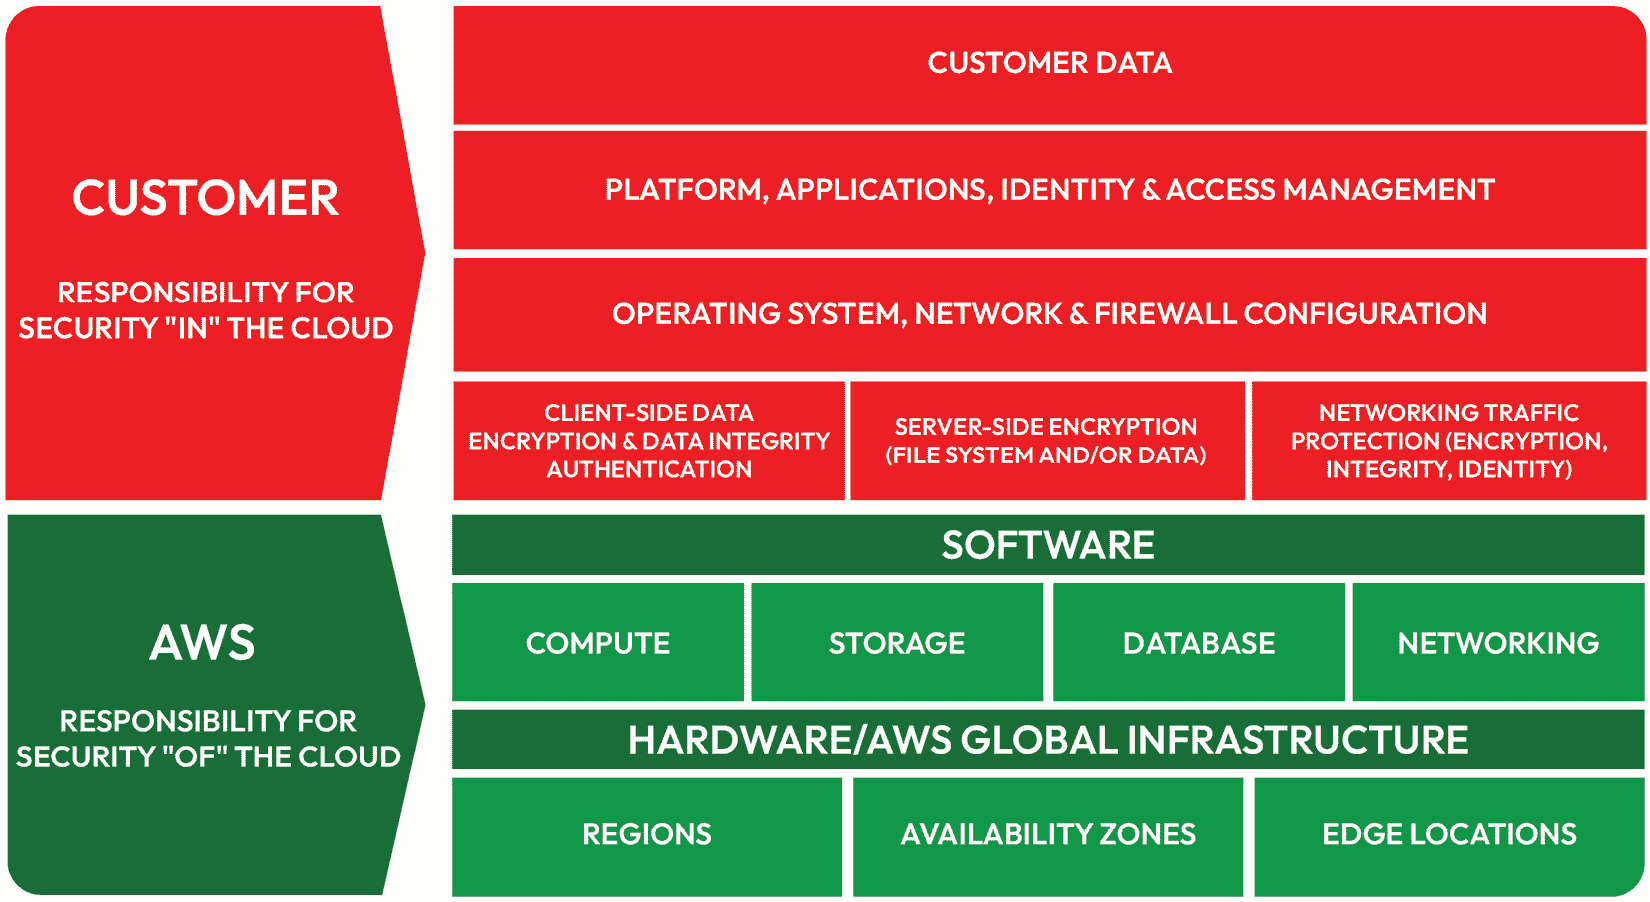 CUSTOMER
RESPONSIBILITY FOR
SECURITY "IN" THE CLOUD
CUSTOMER DATA
PLATFORM, APPLICATIONS, IDENTITY & ACCESS MANAGEMENT
OPERATING SYSTEM, NETWORK & FIREWALL CONFIGURATION
CLIENT-SIDE DATA
ENCRYPTION & DATA INTEGRITY
AUTHENTICATION
SERVER-SIDE ENCRYPTION
(FILE SYSTEM AND/OR DATA)
NETWORKING TRAFFIC
PROTECTION (ENCRYPTION,
INTEGRITY, IDENTITY)
AWS
RESPONSIBILITY FOR
SECURITY "OF" THE CLOUD
SOFTWARE
COMPUTE
STORAGE
DATABASE
NETWORKING
HARDWARE/AWS GLOBAL INFRASTRUCTURE
REGIONS
AVAILABILITY ZONES
EDGE LOCATIONS